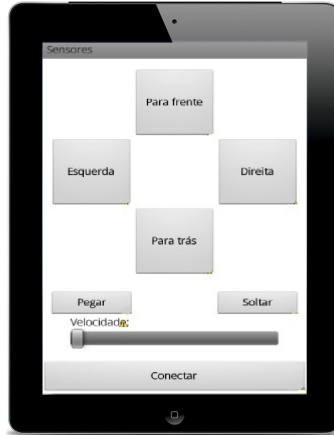 Sensores
Para frente
Esquerda
Direita
Para trás
Pegar
Soltar
Velocidade:
Conectar